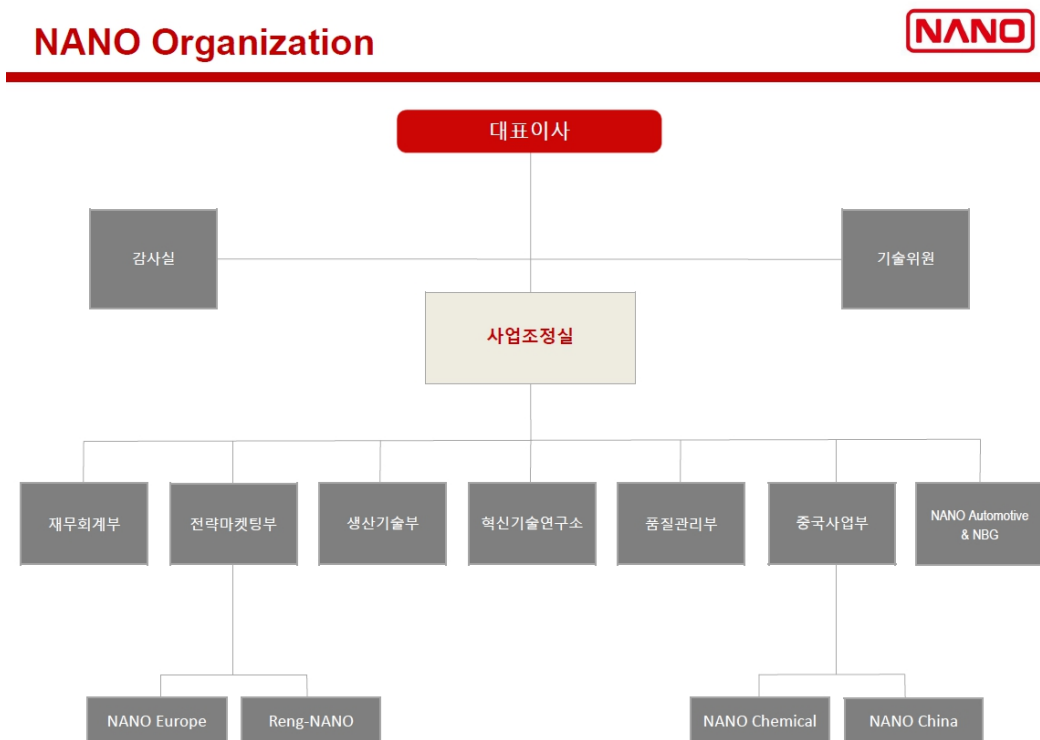 NANO Organization
NANO
대표이사
감사실
기술위원
사업조정실
재무회계부
전략마켓팅부
생산기술부
혁신기술연구소
품질관리부
중국사업부
NANO Automotive
& NBG
NANO Europe
Reng-NANO
NANO Chemical
NANO China